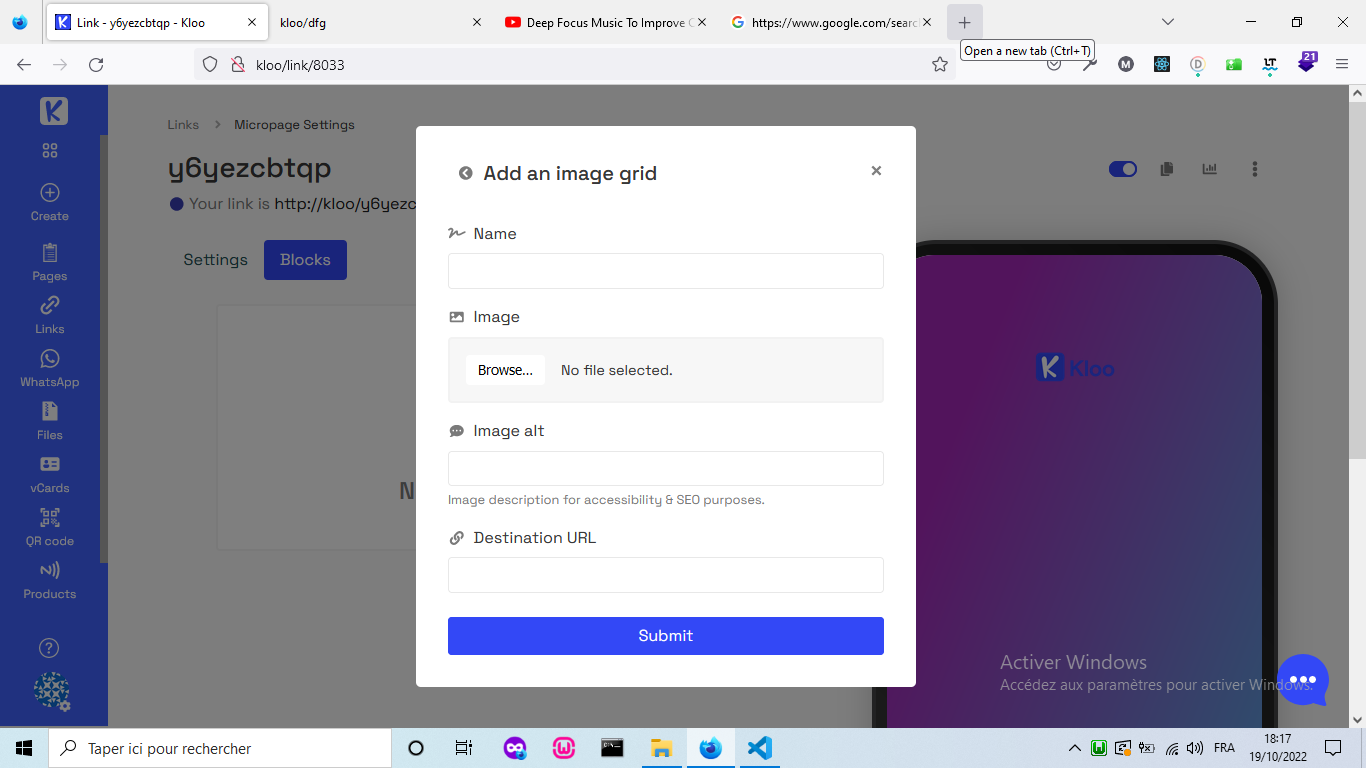 Link - y6yezcbtqp - Kloo
kloo/dfg
Deep Focus Music To Improve C
https://www.google.com/searc
Open a new tab (Ctrl+T)
kloo/link/8033
M
D
LT
21
K
Links
Micropage Settings
y6yezcbtqp
Your link is http://kloo/y6yezc
Create
Pages
Links
WhatsApp
Files
vCards
QR code
Products
Settings
Blocks
N
Add an image grid
Name
Image
Browse...
No file selected.
Image alt
Image description for accessibility & SEO purposes.
Destination URL
Submit
K Kloo
Activer Windows
Accédez aux paramètres pour activer Windows.
Taper ici pour rechercher
FRA
18:17
19/10/2022